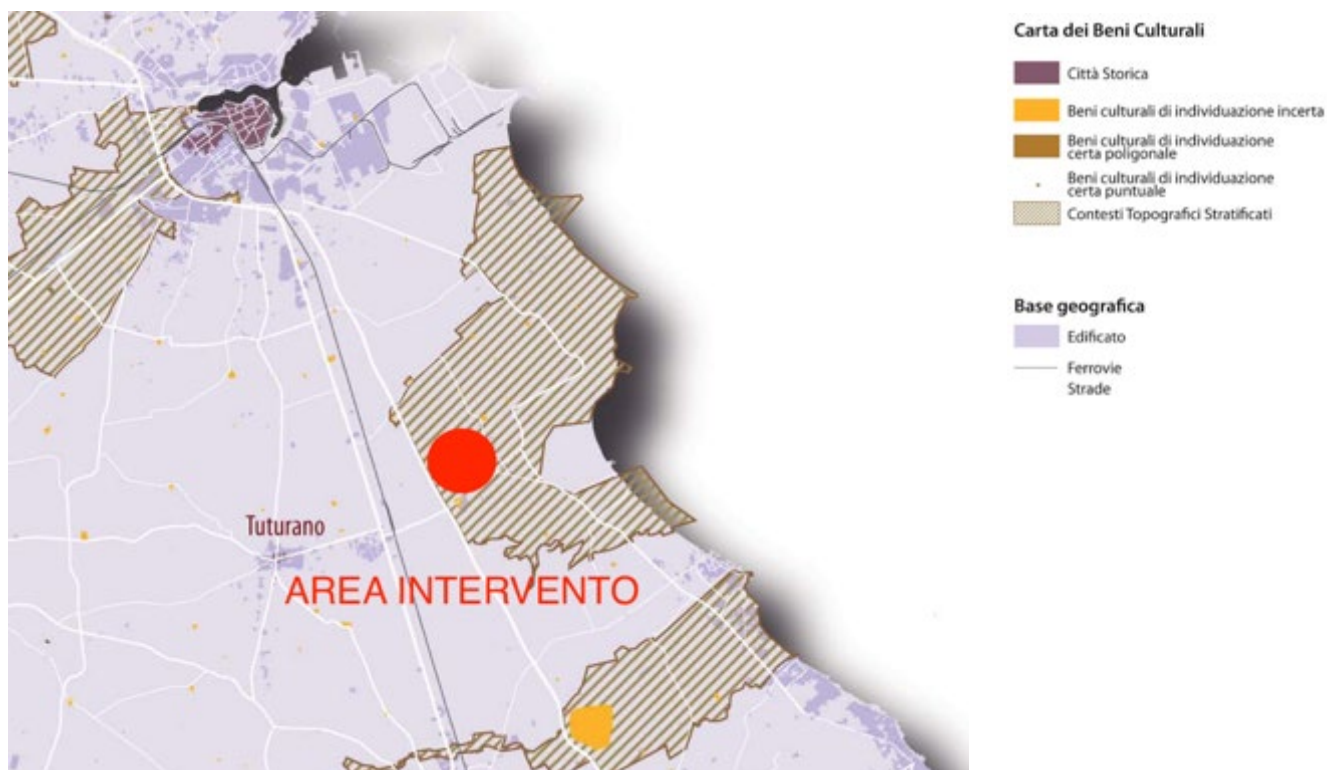 Tuturano
AREA INTERVENTO
Carta dei Beni Culturali
Città Storica
Beni culturali di individuazione incerta
Beni culturali di individuazione
certa poligonale
Beni culturali di individuazione
certa puntuale
Contesti Topografici Stratificati
Base geografica
Edificato
Ferrovie
Strade